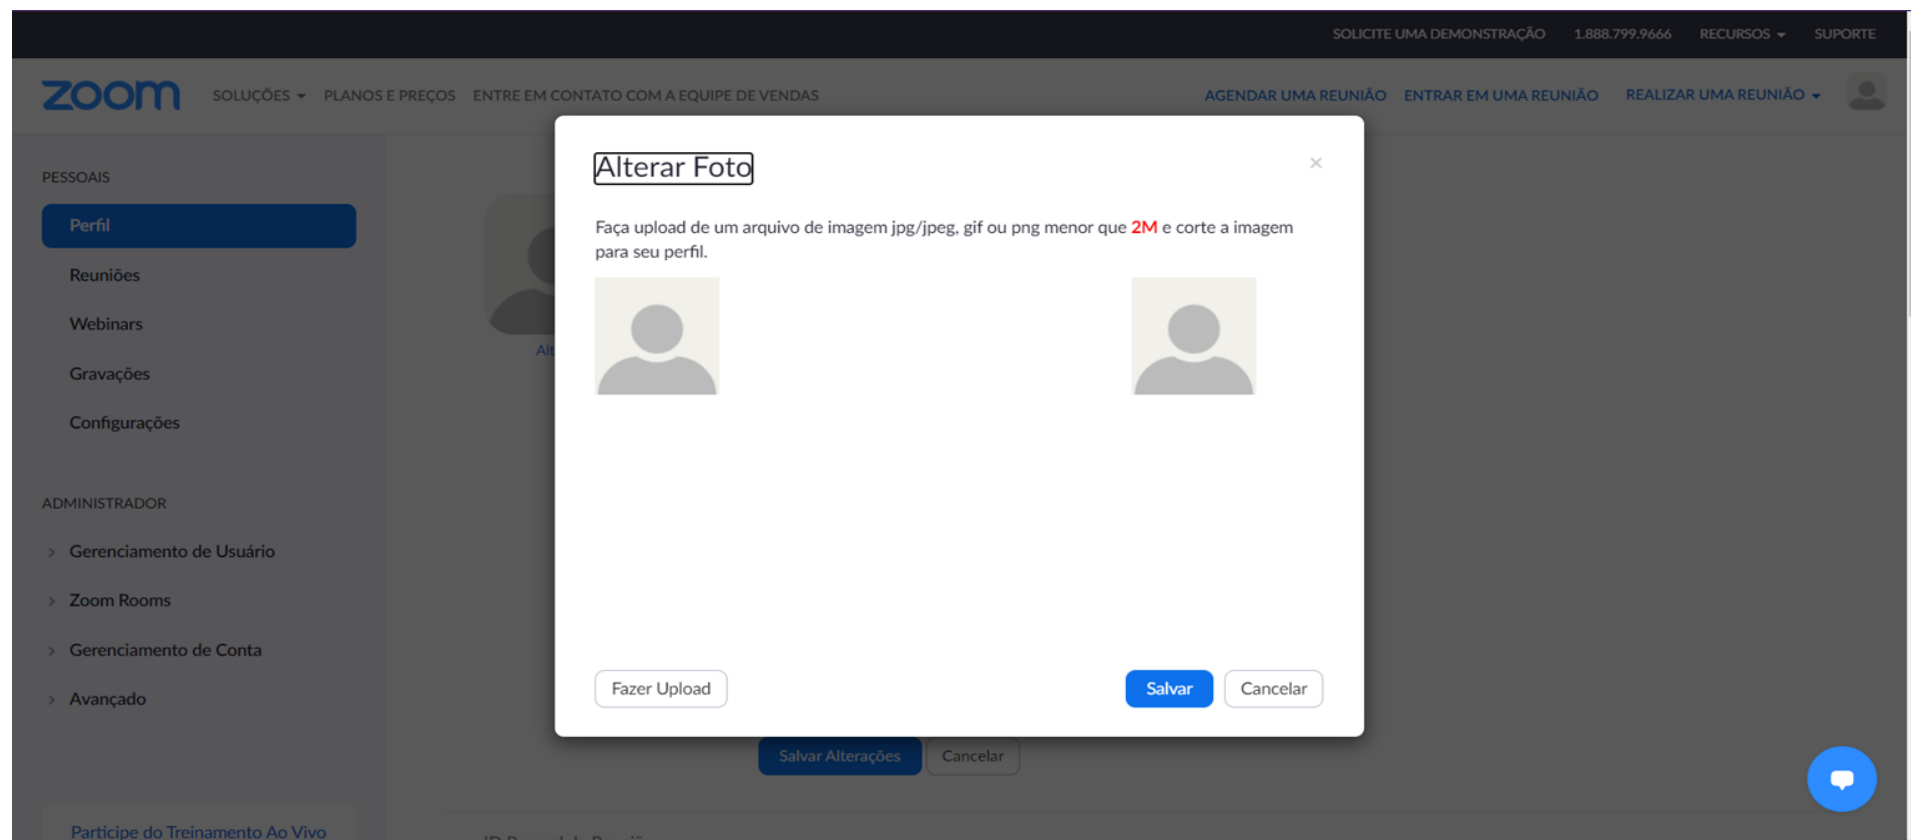 SOLICITE UMA DEMONSTRAÇÃO 1.888.799.9666 RECURSOS SUPORTE
zoom SOLUÇÕES PLANOS E PREÇOS ENTRE EM CONTATO COM A EQUIPE DE VENDAS AGENDAR UMA REUNIÃO ENTRAR EM UMA REUNIÃO REALIZAR UMA REUNIÃO
PESSOAIS
Perfil
Reuniões
Webinars
Gravações
Configurações
ADMINISTRADOR
Gerenciamento de Usuário
Zoom Rooms
Gerenciamento de Conta
Avançado
Participe do Treinamento Ao Vivo
Alterar Foto
Faça upload de um arquivo de imagem jpg/jpeg, gif ou png menor que 2M e corte a imagem
para seu perfil.
Fazer Upload Salvar Cancelar
Salvar Alterações Cancelar